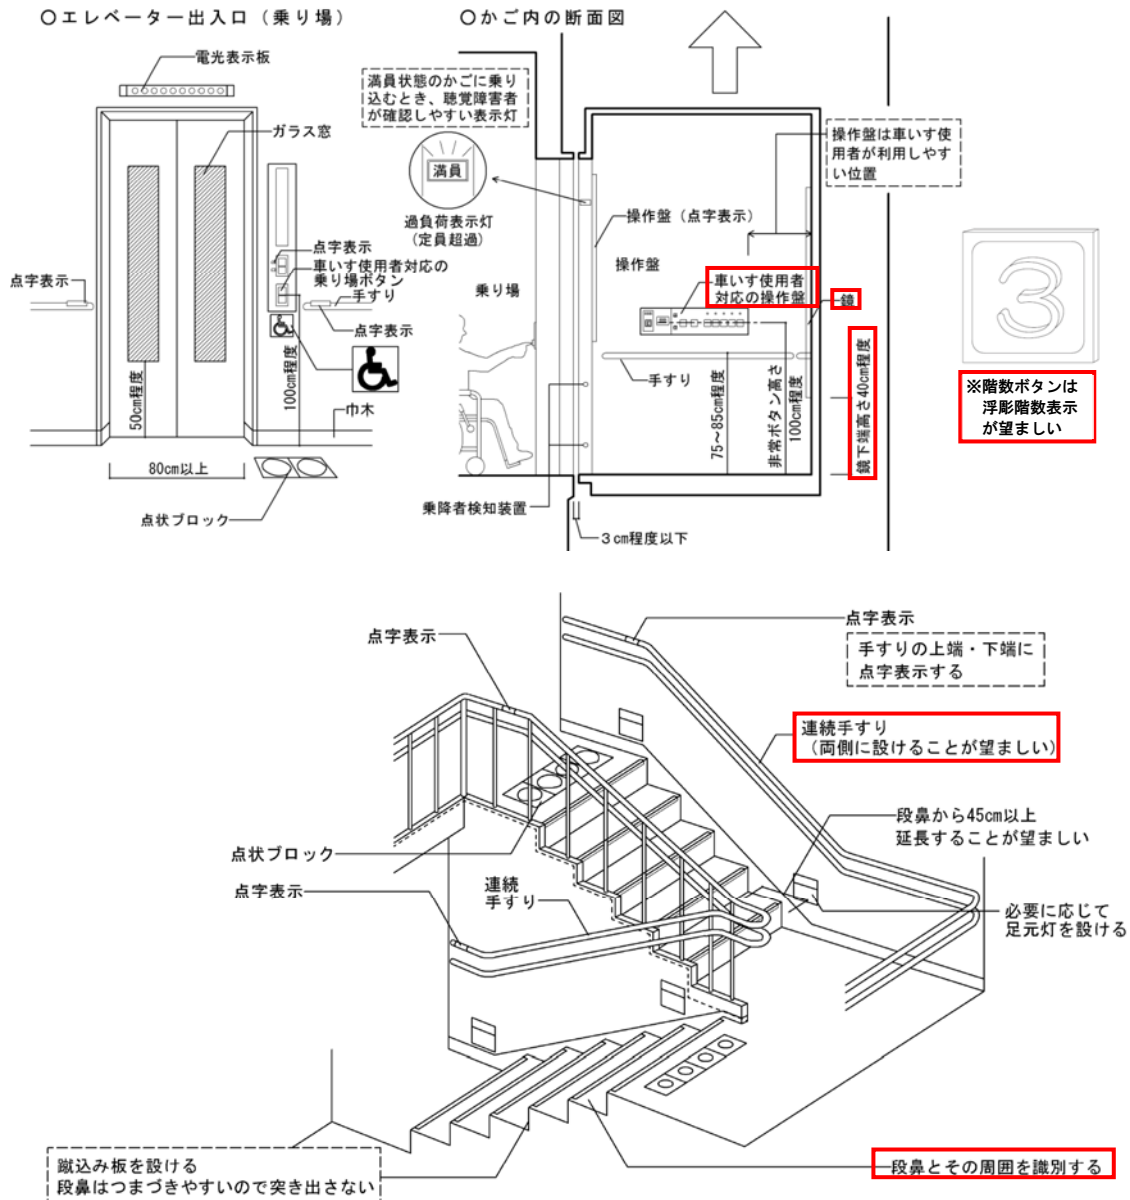 ○エレベーター出入口（乗り場）
電光表示板
ガラス窓
点字表示
車いす使用者対応の
乗り場ボタン
手すり
点字表示
点字表示
50cm程度
100cm程度
巾木
80cm以上
点状ブロック
○かご内の断面図
満員状態のかごに乗り
込むとき、聴覚障害者
が確認しやすい表示灯
満員
過負荷表示灯
（定員超過）
乗り場
操作盤は車いす使
用者が利用しやす
い位置
操作盤（点字表示）
操作盤
車いす使用者
対応の操作盤
鏡
手すり
75～85cm程度
非常ボタン高さ
100cm程度
鏡下端高さ40cm程度
乗降者検知装置
3cm程度以下
3
※階数ボタンは
浮彫階数表示
が望ましい
点字表示
点字表示
手すりの上端・下端に
点字表示する
連続手すり
（両側に設けることが望ましい）
段鼻から45cm以上
延長することが望ましい
点状ブロック
点字表示
連続
手すり
必要に応じて
足元灯を設ける
蹴込み板を設ける
段鼻はつまづきやすいので突き出さない
段鼻とその周囲を識別する